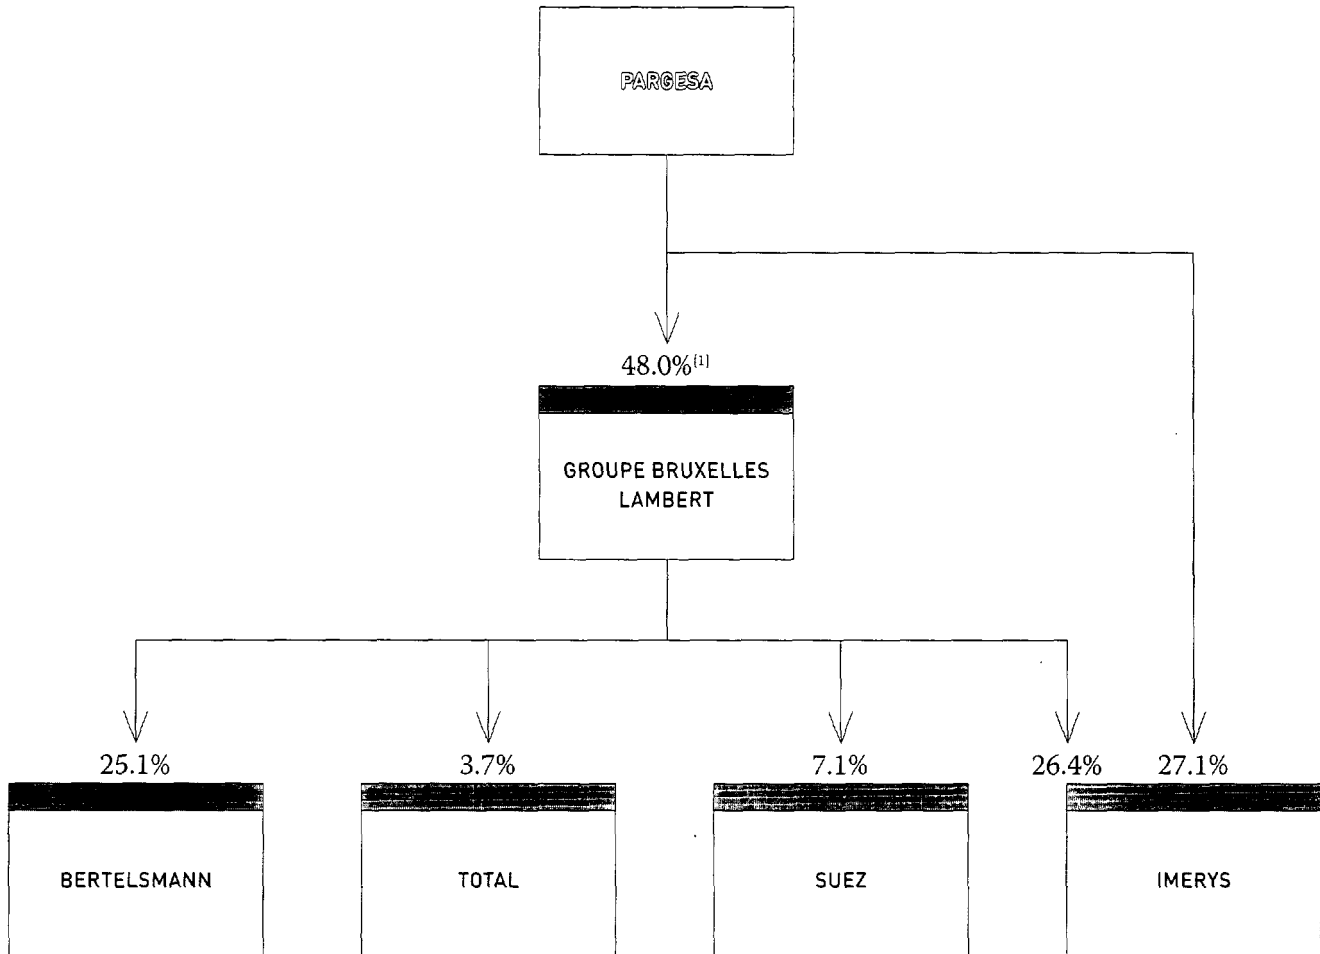 PARGESA
48.0%[1]
GROUPE BRUXELLES
LAMBERT
25.1%
3.7%
7.1%
26.4%
27.1%
BERTELSMANN
TOTAL
SUEZ
IMERYS